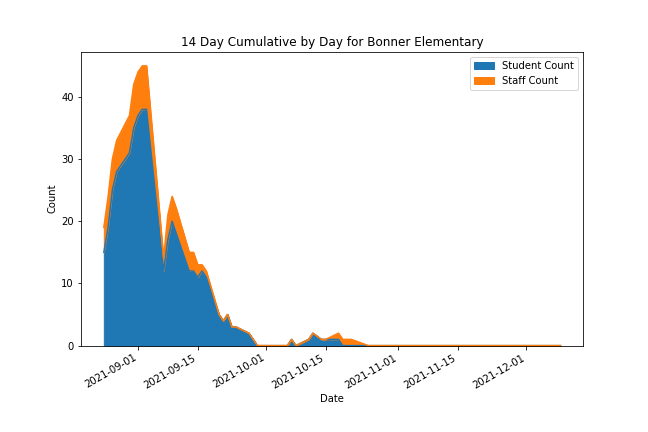 14 Day Cumulative by Day for Bonner Elementary
Student Count
Staff Count
40
30
20
10
0
Count
2021-09-01
2021-09-15
2021-10-01
2021-10-15
2021-11-01
2021-11-15
2021-12-01
Date